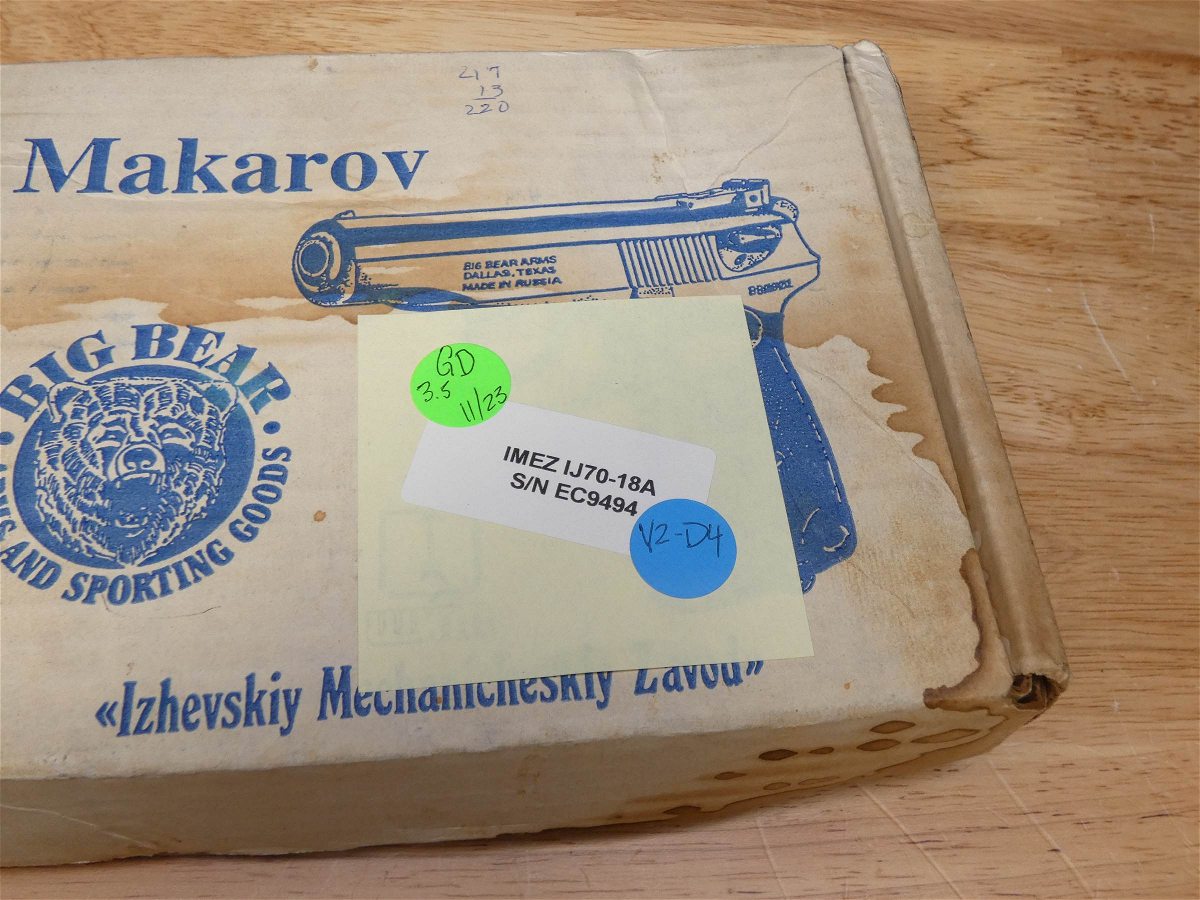 217
13
220
Makarov
BIG BEAR ARMS
DALLAS, TEXAS
MADE IN RUSSIA
BIG BEAR
AND SPORTING GOODS
GD
3.5
11/23
IMEZ IJ70-18A
S/N EC9494
V2-D4
«Izhevskiy Mechanicheskiy Zavod»